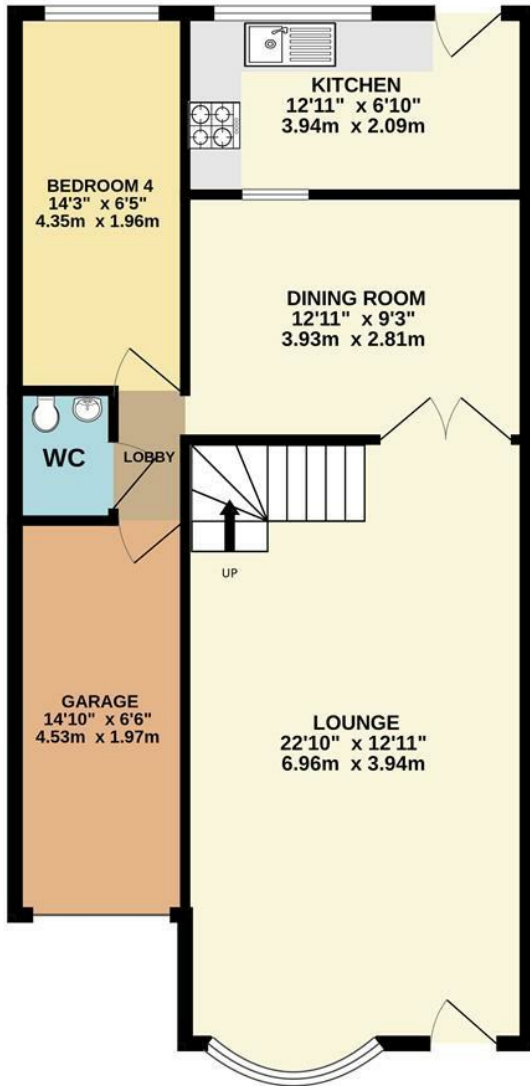 KITCHEN
12'11" x 6'10"
3.94m x 2.09m
BEDROOM 4
14'3" x 6'5"
4.35m x 1.96m
DINING ROOM
12'11" x 9'3"
3.93m x 2.81m
WC
LOBBY
UP
GARAGE
14'10" x 6'6"
4.53m x 1.97m
LOUNGE
22'10" x 12'11"
6.96m x 3.94m